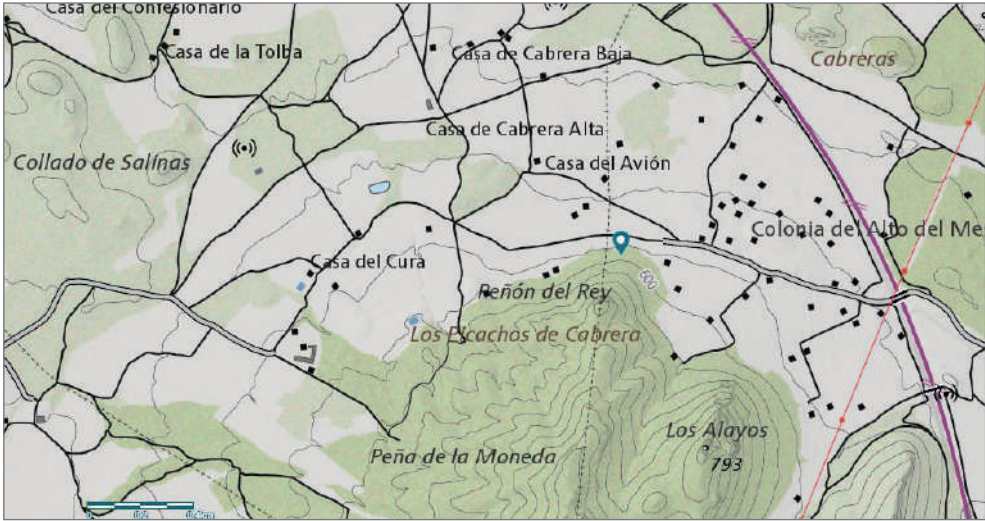 Casa del Confesionario
Casa de la Tolba
Casa de Cabrera Baja
Cabreras
Casa de Cabrera Alta
Collado de Salinas
Casa del Avión
Colonia del Alto del Me
Casa del Cura
600
Peñón del Rey
Los Picachos de Cabrera
Los Alayos
Peña de la Moneda
793
0